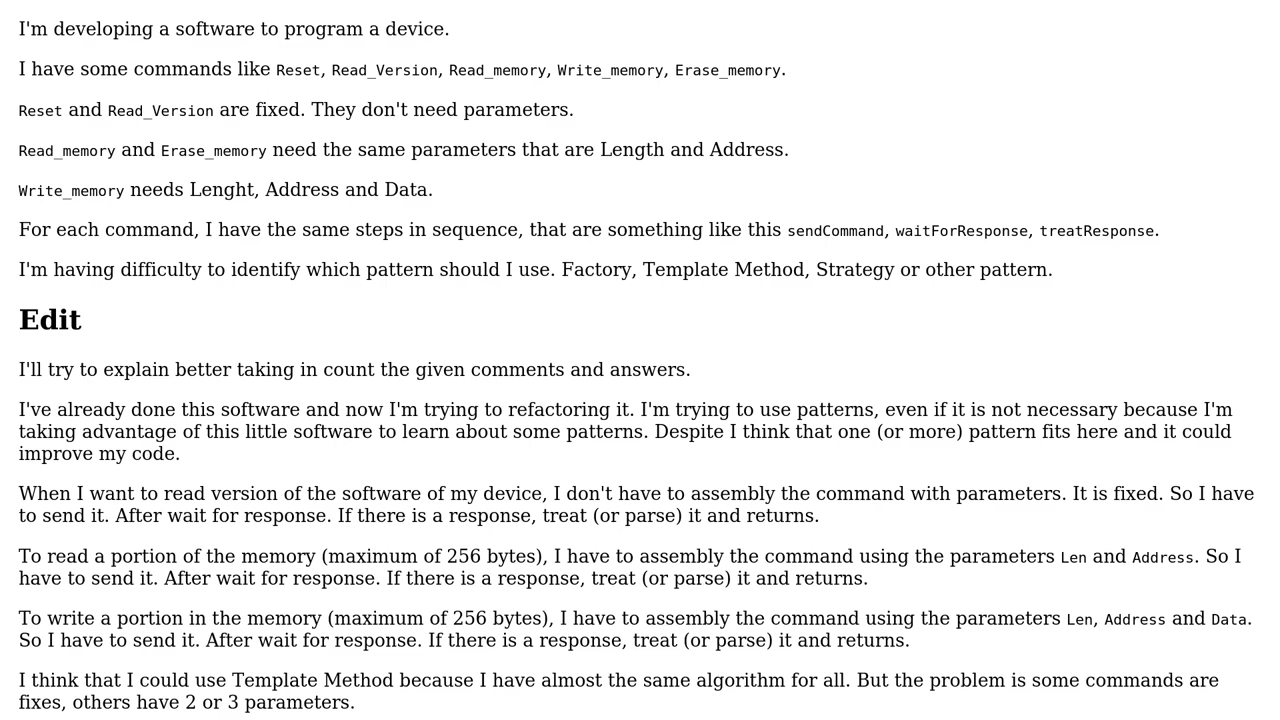 I'm developing a software to program a device.
I have some commands like Reset, Read_Version, Read_memory, Write_memory, Erase_memory.
Reset and Read_Version are fixed. They don't need parameters.
Read_memory and Erase_memory need the same parameters that are Length and Address.
Write_memory needs Lenght, Address and Data.
For each command, I have the same steps in sequence, that are something like this sendCommand, waitForResponse, treatResponse.
I'm having difficulty to identify which pattern should I use. Factory, Template Method, Strategy or other pattern.
Edit
I'll try to explain better taking in count the given comments and answers.
I've already done this software and now I'm trying to refactoring it. I'm trying to use patterns, even if it is not necessary because I'm
taking advantage of this little software to learn about some patterns. Despite I think that one (or more) pattern fits here and it could
improve my code.
When I want to read version of the software of my device, I don't have to assembly the command with parameters. It is fixed. So I have
to send it. After wait for response. If there is a response, treat (or parse) it and returns.
To read a portion of the memory (maximum of 256 bytes), I have to assembly the command using the parameters Len and Address. So I
have to send it. After wait for response. If there is a response, treat (or parse) it and returns.
To write a portion in the memory (maximum of 256 bytes), I have to assembly the command using the parameters Len, Address and Data.
So I have to send it. After wait for response. If there is a response, treat (or parse) it and returns.
I think that I could use Template Method because I have almost the same algorithm for all. But the problem is some commands are
fixes, others have 2 or 3 parameters.